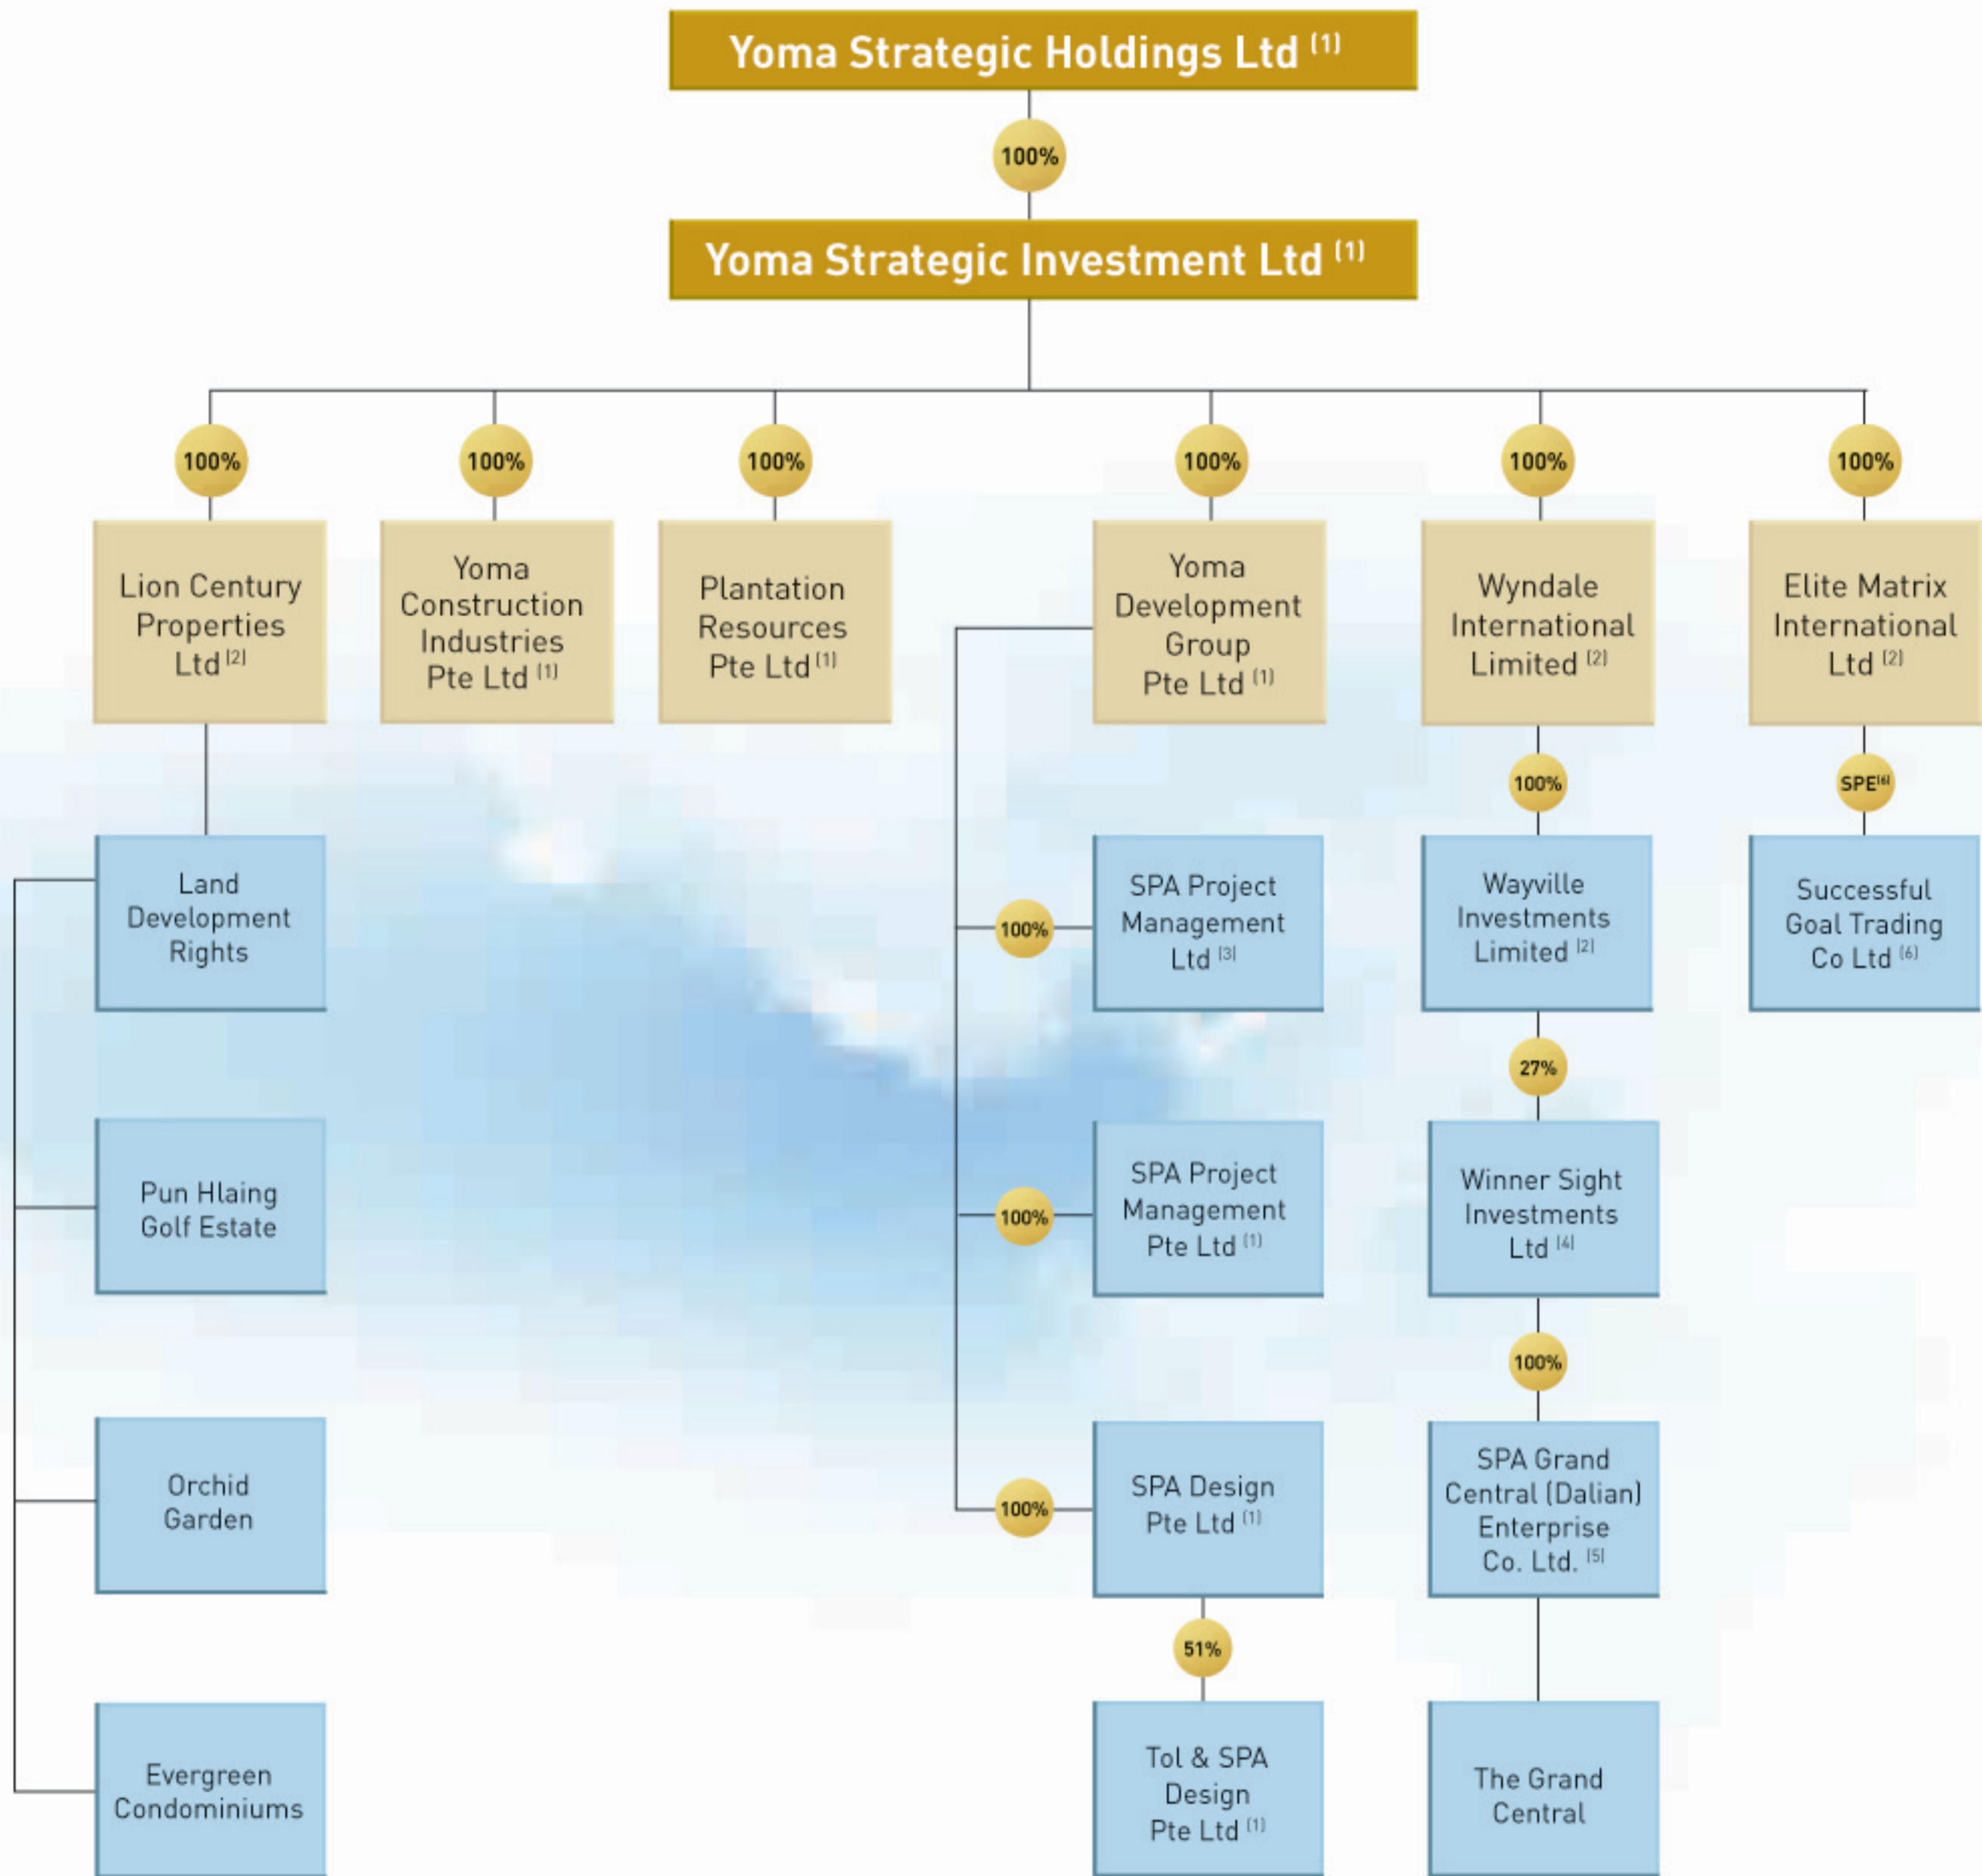 Yoma Strategic Holdings Ltd (1)
100%
Yoma Strategic Investment Ltd (1)
100%
100%
100%
100%
100%
100%
Lion Century
Properties
Ltd (2)
Yoma
Construction
Industries
Pte Ltd (1)
Plantation
Resources
Pte Ltd (1)
Yoma
Development
Group
Pte Ltd (1)
Wyndale
International
Limited (2)
Elite Matrix
International
Ltd (2)
100%
SPE(6)
Land
Development
Rights
100%
SPA Project
Management
Ltd (3)
Wayville
Investments
Limited (2)
Successful
Goal Trading
Co Ltd (6)
27%
Pun Hlaing
Golf Estate
100%
SPA Project
Management
Pte Ltd (1)
Winner Sight
Investments
Ltd (4)
100%
Orchid
Garden
100%
SPA Design
Pte Ltd (1)
SPA Grand
Central (Dalian)
Enterprise
Co. Ltd. (5)
51%
Evergreen
Condominiums
Tol & SPA
Design
Pte Ltd (1)
The Grand
Central